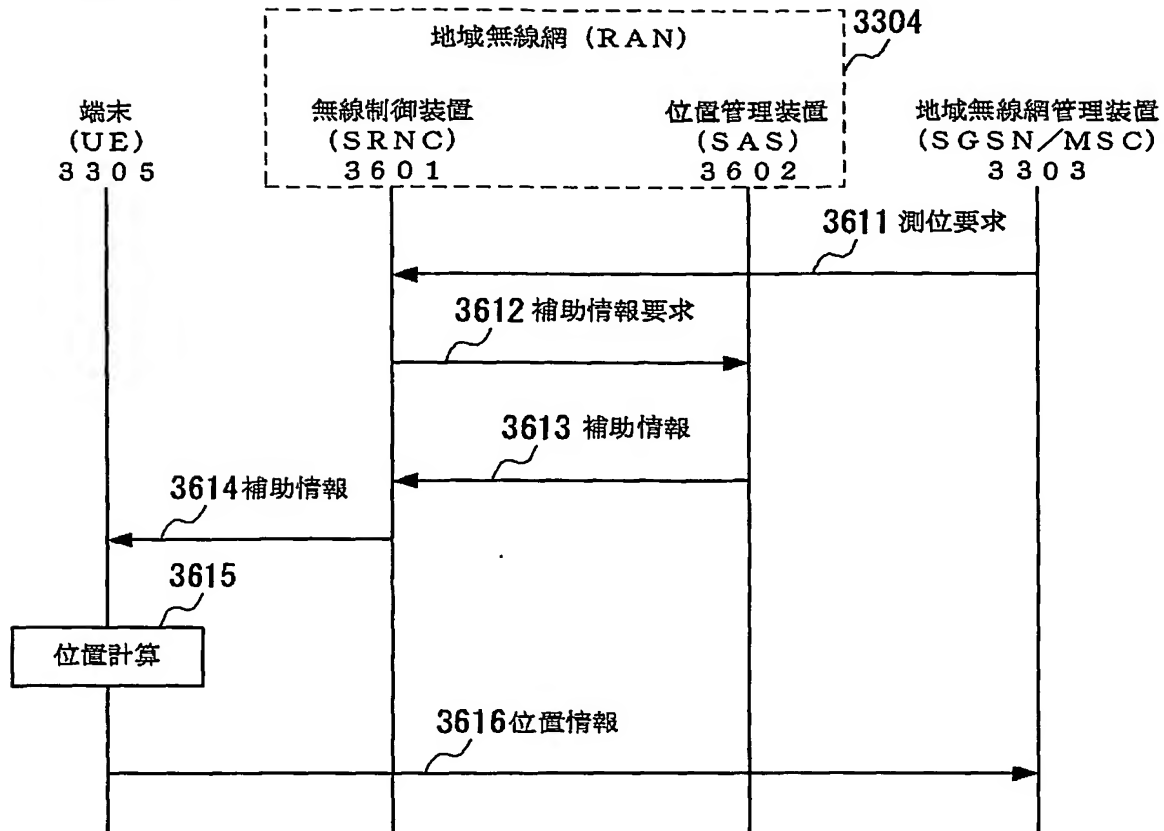 3304
地域無線網（ＲＡＮ）
端末
（ＵＥ）
３３０５
無線制御装置
（ＳＲＮＣ）
３６０１
位置管理装置
（ＳＡＳ）
３６０２
地域無線網管理装置
（ＳＧＳＮ／ＭＳＣ）
３３０３
3611 測位要求
3612 補助情報要求
3613 補助情報
3614 補助情報
3615
位置計算
3616 位置情報